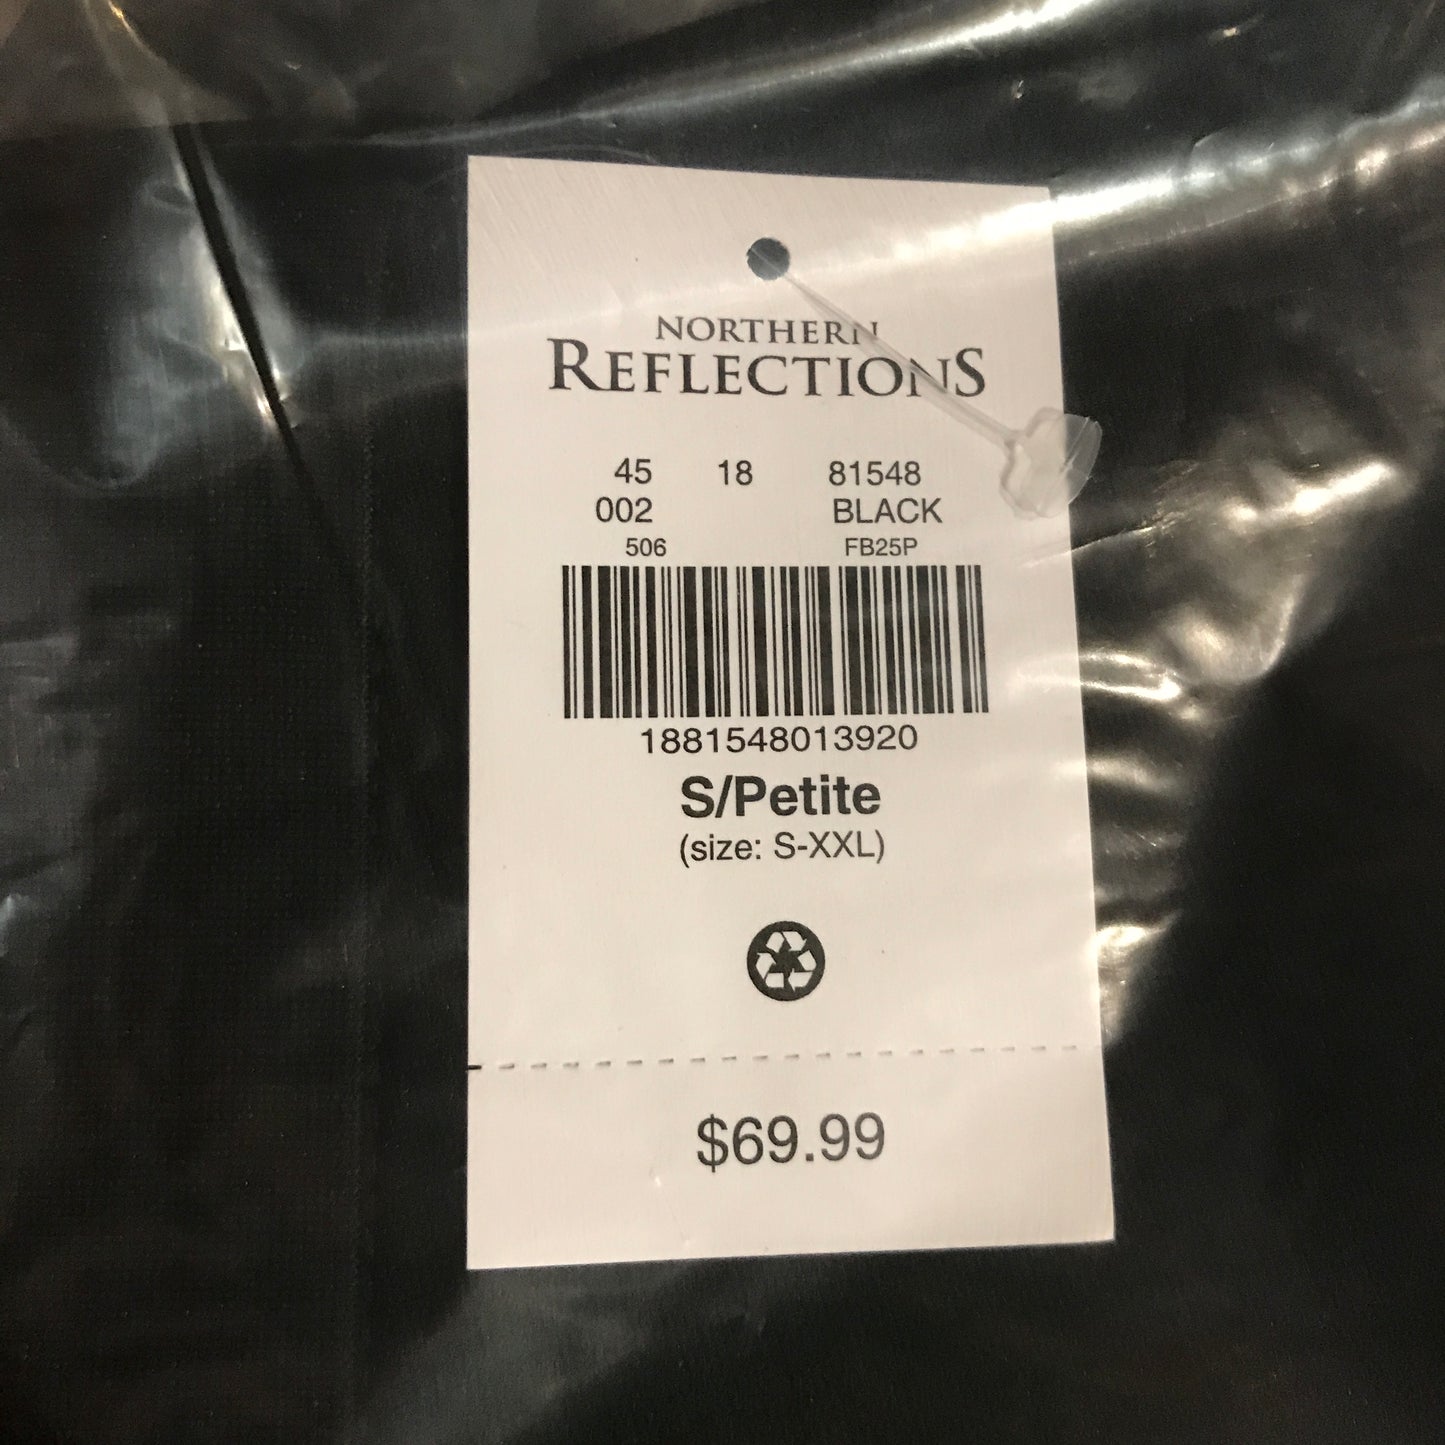 NORTHERN
REFLECTIONS
45 18 81548
002 BLACK
506 FB25P
1881548013920
S/Petite
(size: S-XXL)
$69.99